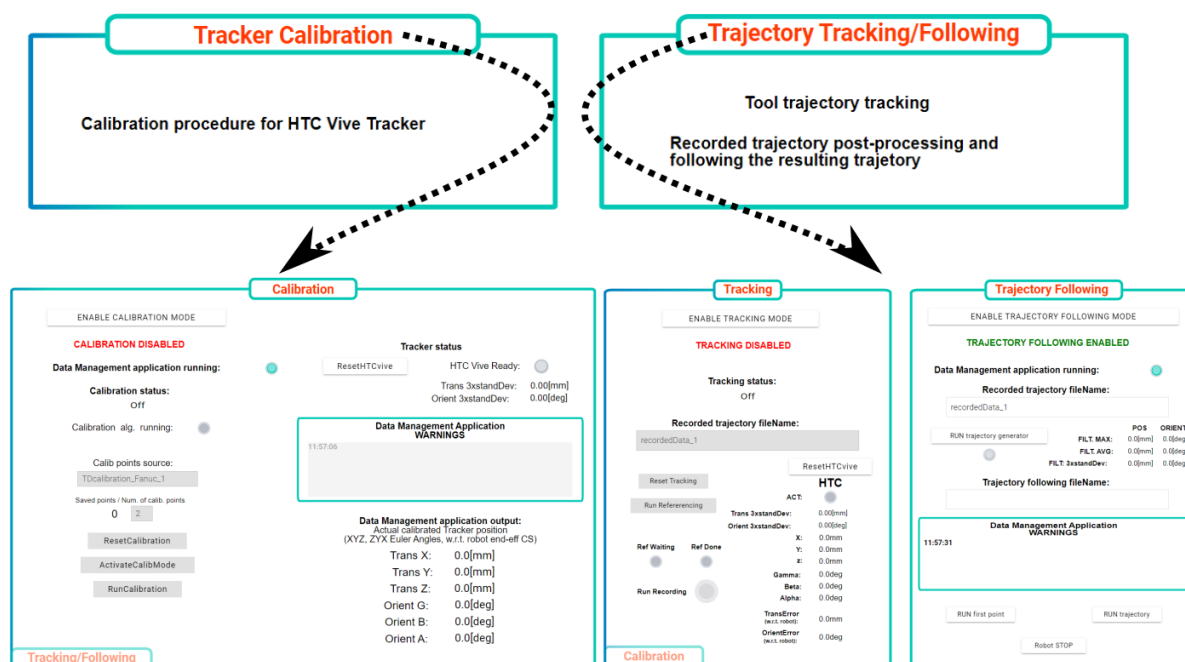 Tracker Calibration
Calibration procedure for HTC Vive Tracker
Trajectory Tracking/Following
Tool trajectory tracking
Recorded trajectory post-processing and
following the resulting trajetory
Calibration
ENABLE CALIBRATION MODE
CALIBRATION DISABLED
Data Management application running:
Calibration status:
Off
Calibration alg. running:
Calib points source:
TDcalibration_Fanuc_1
Saved points / Num. of calib. points
0 2
ResetCalibration
ActivateCalibMode
RunCalibration
Tracking/Following
Tracker status
ResetHTCvive HTC Vive Ready:
Trans 3xstandDev: 0.00[mm]
Orient 3xstandDev: 0.00[deg]
Data Management Application
WARNINGS
11:57:06
Data Management application output:
Actual calibrated Tracker position
(XYZ, ZYX Euler Angles, w.r.t. robot end-eff CS)
Trans X: 0.0[mm]
Trans Y: 0.0[mm]
Trans Z: 0.0[mm]
Orient G: 0.0[deg]
Orient B: 0.0[deg]
Orient A: 0.0[deg]
Tracking
ENABLE TRACKING MODE
TRACKING DISABLED
Tracking status:
Off
Recorded trajectory fileName:
recordedData_1
ResetHTCvive
Reset Tracking HTC
ACT:
Run Refererencing
Trans 3xstandDev: 0.00[mm]
Orient 3xstandDev: 0.00[deg]
X: 0.0mm
Ref Waiting Ref Done Y: 0.0mm
z: 0.0mm
Gamma: 0.0deg
Run Recording Beta: 0.0deg
Alpha: 0.0deg
TransError
(w.r.t. robot): 0.0mm
OrientError
(w.r.t. robot): 0.0deg
Calibration
Trajectory Following
ENABLE TRAJECTORY FOLLOWING MODE
TRAJECTORY FOLLOWING ENABLED
Data Management application running:
Recorded trajectory fileName:
recordedData_1
POS ORIENT
RUN trajectory generator
FILT. MAX: 0.0[mm] 0.0[deg
FILT. AVG: 0.0[mm] 0.0[deg
FILT: 3xstandDev: 0.0[mm] 0.0[deg
Trajectory following fileName:
Data Management Application
WARNINGS
11:57:31
RUN first point RUN trajectory
Robot STOP